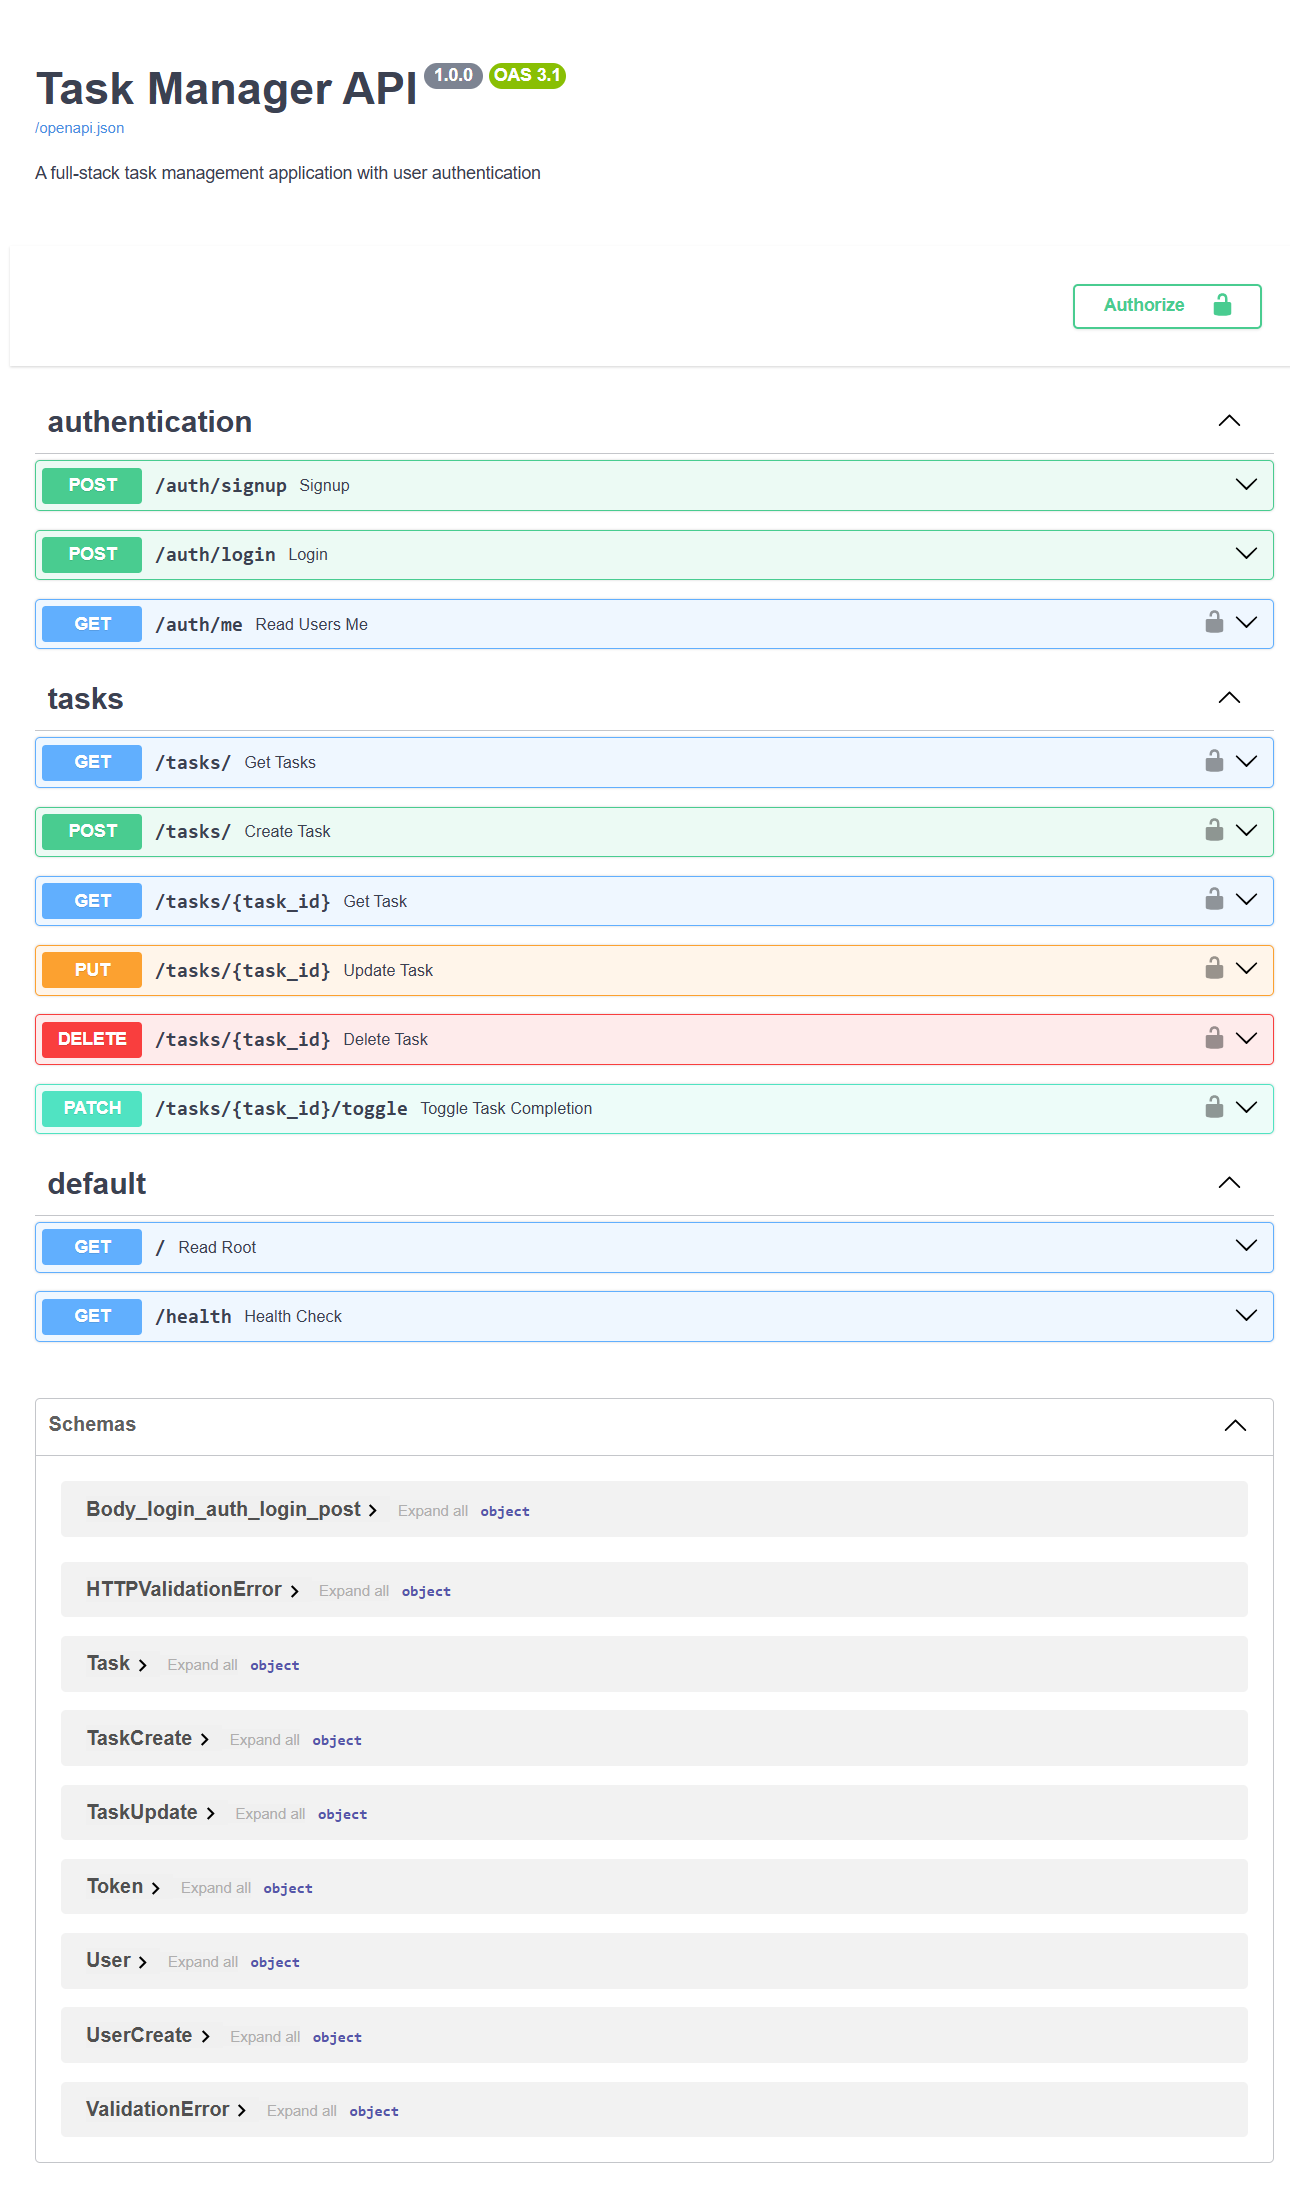 Task Manager API 1.0.0 OAS 3.1
/openapi.json
A full-stack task management application with user authentication
Authorize
authentication
POST /auth/signup Signup
POST /auth/login Login
GET /auth/me Read Users Me
tasks
GET /tasks/ Get Tasks
POST /tasks/ Create Task
GET /tasks/{task_id} Get Task
PUT /tasks/{task_id} Update Task
DELETE /tasks/{task_id} Delete Task
PATCH /tasks/{task_id}/toggle Toggle Task Completion
default
GET / Read Root
GET /health Health Check
Schemas
Body_login_auth_login_post Expand all object
HTTPValidationError Expand all object
Task Expand all object
TaskCreate Expand all object
TaskUpdate Expand all object
Token Expand all object
User Expand all object
UserCreate Expand all object
ValidationError Expand all object